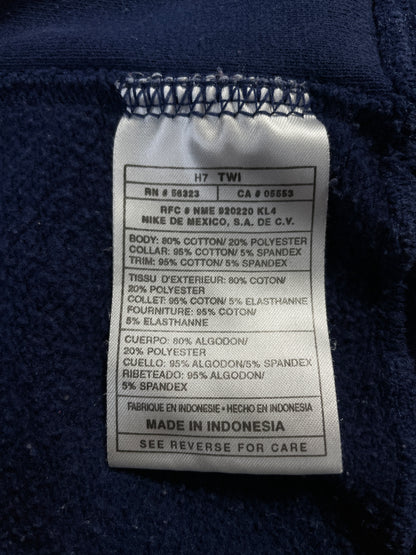 H7 TWI
RN # 56323 CA # 05553
RFC # NME 920220 KL4
NIKE DE MEXICO, S.A. DE C.V.
BODY: 80% COTTON/ 20% POLYESTER
COLLAR: 95% COTTON/ 5% SPANDEX
TRIM: 95% COTTON/ 5% SPANDEX
TISSU D'EXTERIEUR: 80% COTON/
20% POLYESTER
COLLET: 95% COTON/ 5% ELASTHANNE
FOURNITURE: 95% COTON/
5% ELASTHANNE
CUERPO: 80% ALGODON/
20% POLYESTER
CUELLO: 95% ALGODON/5% SPANDEX
RIBETEADO: 95% ALGODON/
5% SPANDEX
FABRIQUE EN INDONESIE • HECHO EN INDONESIA
MADE IN INDONESIA
SEE REVERSE FOR CARE